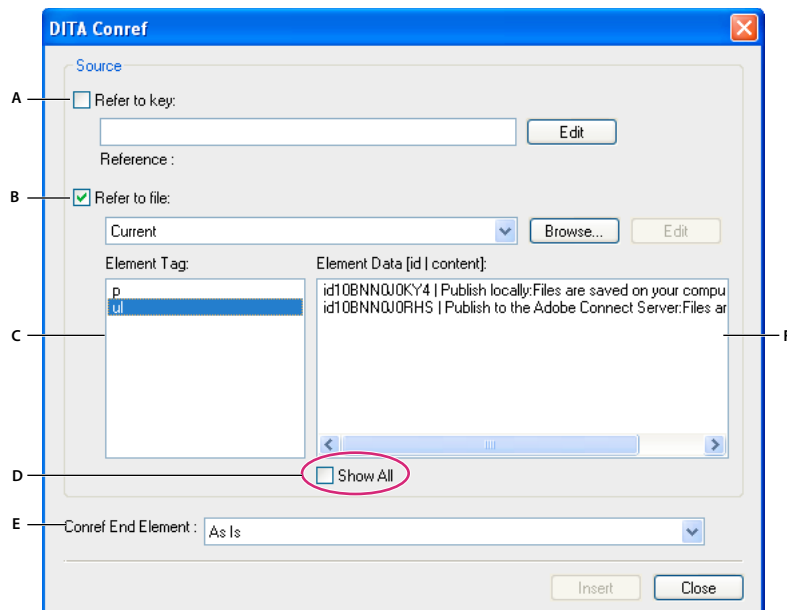 DITA Conref
Source
A
Refer to key:
Edit
Reference :
B
Refer to file:
Current
Browse...
Edit
Element Tag:
Element Data [id | content]:
p
ul
id10BNN0J0KY4 | Publish locally:Files are saved on your compu
id10BNN0J0RHS | Publish to the Adobe Connect Server:Files ar
C
F
D
Show All
E
Conref End Element :
As Is
Insert
Close